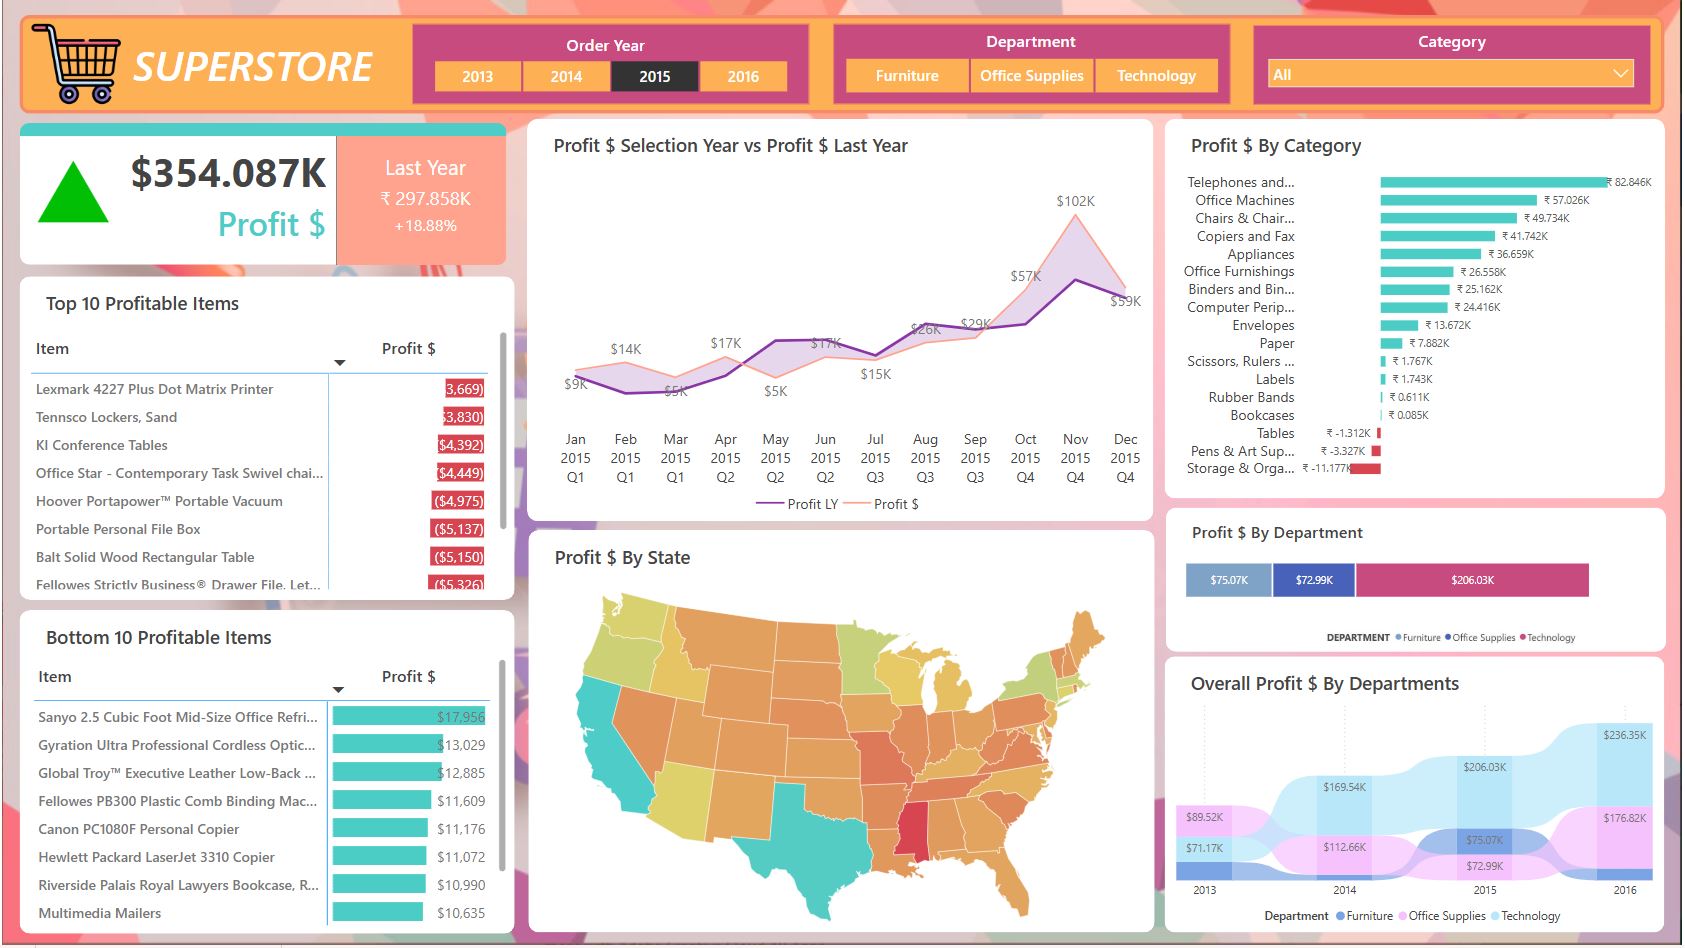 SUPERSTORE
Order Year
2013
2014
2015
2016
Department
Furniture
Office Supplies
Technology
Category
All
$354.087K
Profit $
Last Year
₹ 297.858K
+18.88%
Top 10 Profitable Items
Item Profit $
Lexmark 4227 Plus Dot Matrix Printer 3,669)
Tennsco Lockers, Sand $3,830)
KI Conference Tables ($4,392)
Office Star - Contemporary Task Swivel chai... ($4,449)
Hoover Portapower™ Portable Vacuum ($4,975)
Portable Personal File Box ($5,137)
Balt Solid Wood Rectangular Table ($5,150)
Fellowes Strictly Business® Drawer File, Let... ($5,326)
Bottom 10 Profitable Items
Item Profit $
Sanyo 2.5 Cubic Foot Mid-Size Office Refri... $17,956
Gyration Ultra Professional Cordless Optic... $13,029
Global Troy™ Executive Leather Low-Back ... $12,885
Fellowes PB300 Plastic Comb Binding Mac... $11,609
Canon PC1080F Personal Copier $11,176
Hewlett Packard LaserJet 3310 Copier $11,072
Riverside Palais Royal Lawyers Bookcase, R... $10,990
Multimedia Mailers $10,635
Profit $ Selection Year vs Profit $ Last Year
$9K
$14K
$5K
$17K
$5K
$17K
$15K
$26K
$29K
$57K
$102K
$59K
Jan Feb Mar Apr May Jun Jul Aug Sep Oct Nov Dec
2015 2015 2015 2015 2015 2015 2015 2015 2015 2015 2015 2015
Q1 Q1 Q1 Q2 Q2 Q2 Q3 Q3 Q3 Q4 Q4 Q4
Profit LY Profit $
Profit $ By State
Profit $ By Category
Telephones and... ₹ 82.846K
Office Machines ₹ 57.026K
Chairs & Chair... ₹ 49.734K
Copiers and Fax ₹ 41.742K
Appliances ₹ 36.659K
Office Furnishings ₹ 26.558K
Binders and Bin... ₹ 25.162K
Computer Perip... ₹ 24.416K
Envelopes ₹ 13.672K
Paper ₹ 7.882K
Scissors, Rulers ... ₹ 1.767K
Labels ₹ 1.743K
Rubber Bands ₹ 0.611K
Bookcases ₹ 0.085K
Tables ₹ -1.312K
Pens & Art Sup... ₹ -3.327K
Storage & Orga... ₹ -11.177K
Profit $ By Department
$75.07K $72.99K $206.03K
DEPARTMENT Furniture Office Supplies Technology
Overall Profit $ By Departments
$89.52K
$71.17K
$169.54K
$112.66K
$206.03K
$75.07K
$72.99K
$236.35K
$176.82K
2013 2014 2015 2016
Department Furniture Office Supplies Technology